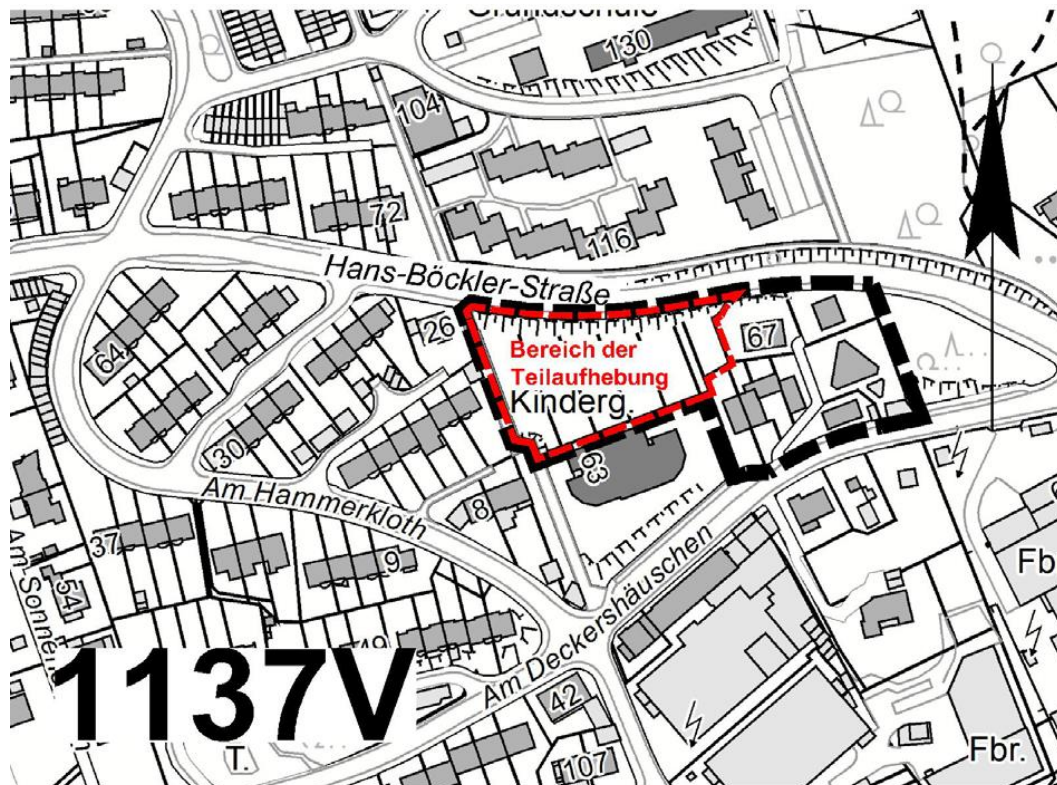 130
104
72
116
Hans-Böckler-Straße
26
67
Bereich der
Teilaufhebung
Kinderg.
64
30
63
Am Hammerkloth
8
37
9
54
Am Deckershäuschen
Fb
1137V
42
T.
107
Fbr.